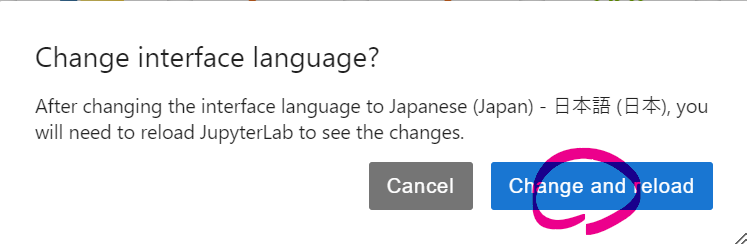 Change interface language?
After changing the interface language to Japanese (Japan) - 日本語 (日本), you
will need to reload JupyterLab to see the changes.
Cancel
Change and reload